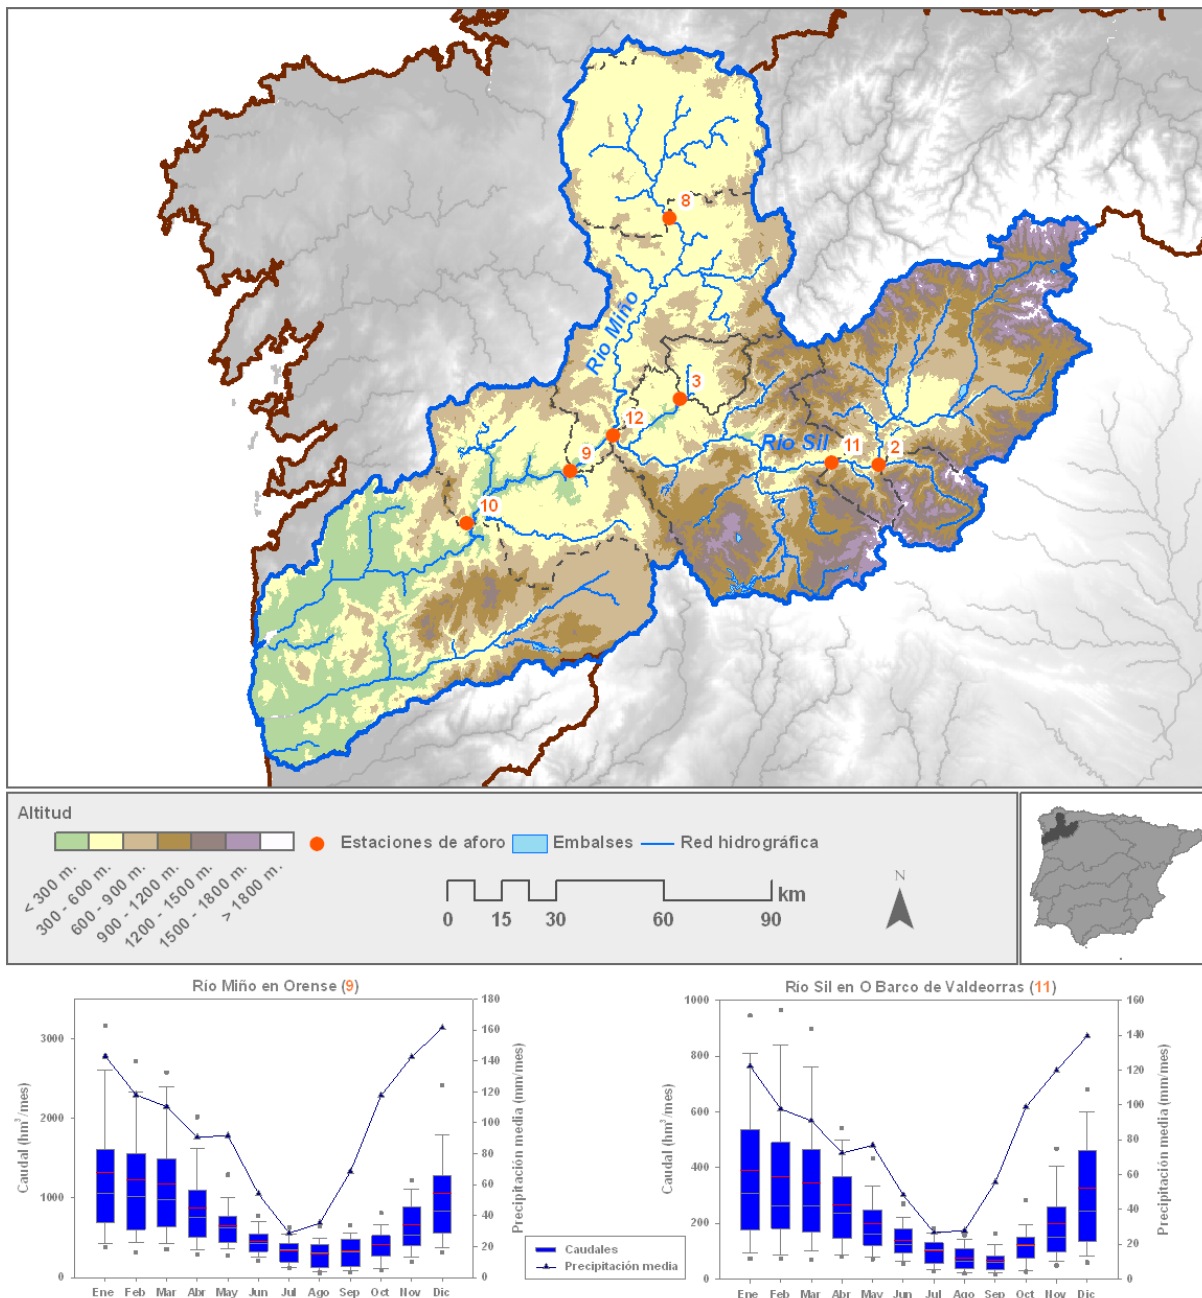 8
Río Miño
3
12
Río Sil
11
2
9
10
Altitud
< 300 m.
300 - 600 m.
600 - 900 m.
900 - 1200 m.
1200 - 1500 m.
1500 - 1800 m.
> 1800 m.
Estaciones de aforo
Embalses
Red hidrográfica
0 15 30 60 90
km
N
Río Miño en Orense (9)
Caudal (hm³/mes)
3000
2000
1000
0
180
160
140
120
100
80
60
40
20
0
Precipitación media (mm/mes)
Ene Feb Mar Abr May Jun Jul Ago Sep Oct Nov Dic
Caudales
Precipitación media
Río Sil en O Barco de Valdeorras (11)
Caudal (hm³/mes)
1000
800
600
400
200
0
160
140
120
100
80
60
40
20
0
Precipitación media (mm/mes)
Ene Feb Mar Abr May Jun Jul Ago Sep Oct Nov Dic